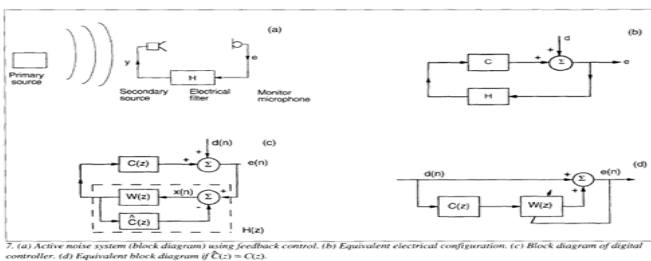 (a)
Primary
source
y
H
e
Secondary
source
Electrical
filter
Monitor
microphone
(b)
d
C
+
+
Σ
e
H
(c)
d(n)
C(z)
+
+
Σ
e(n)
W(z)
x(n)
+
Σ
-
Ĉ(z)
H(z)
(d)
d(n)
+
Σ
e(n)
+
C(z)
W(z)
7. (a) Active noise system (block diagram) using feedback control. (b) Equivalent electrical configuration. (c) Block diagram of digital
controller. (d) Equivalent block diagram if Ĉ(z) = C(z).